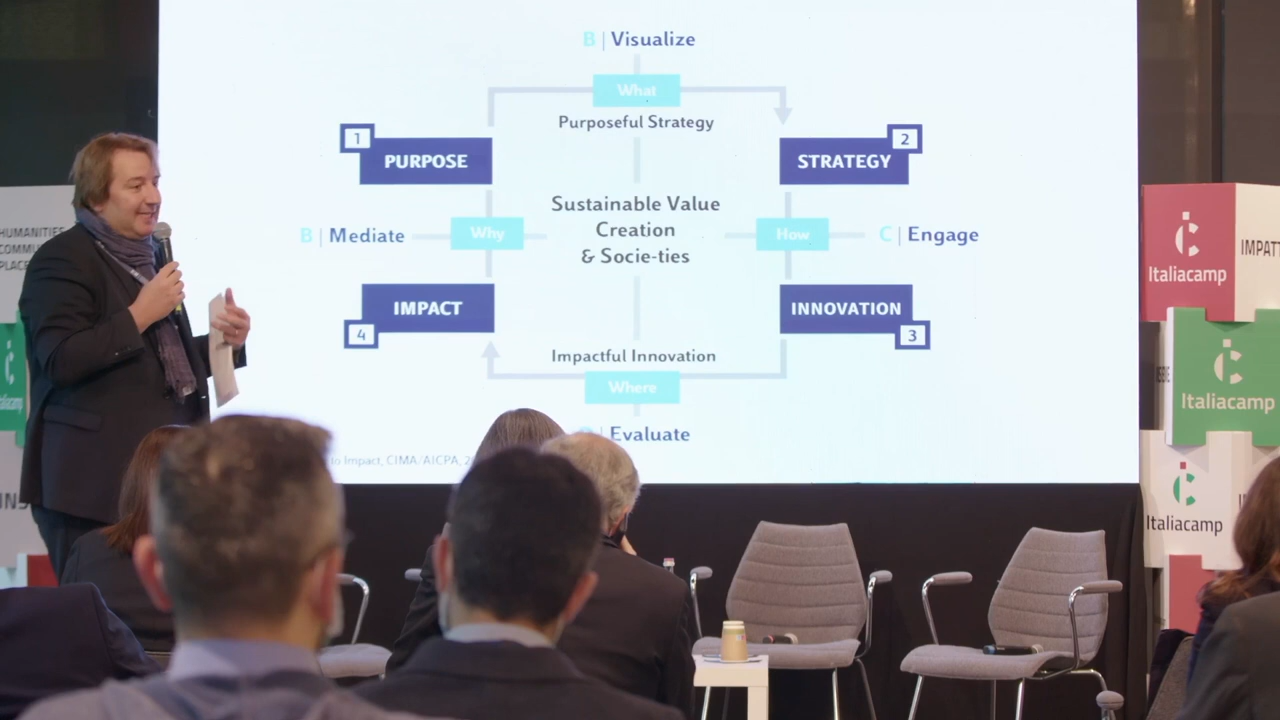 B | Visualize
What
Purposeful Strategy
1
PURPOSE
2
STRATEGY
Sustainable Value
Creation
& Socie-ties
B | Mediate
Why
How
C | Engage
IMPACT
4
INNOVATION
3
Impactful Innovation
Where
Evaluate
to Impact, CIMA/AICPA,
HUMANITIES
Italiacamp
Italiacamp
Italiacamp
Italiacamp